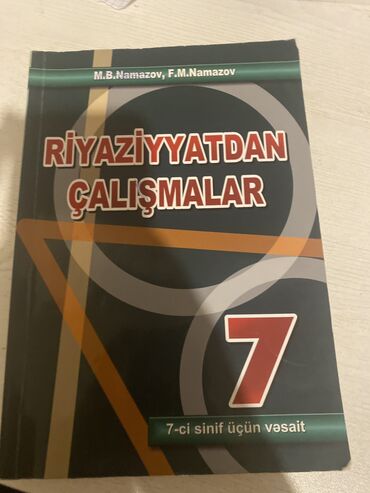 M.B.Namazov, F.M.Namazov
RİYAZİYYATDAN
ÇALIŞMALAR
7
7-ci sinif üçün vəsait